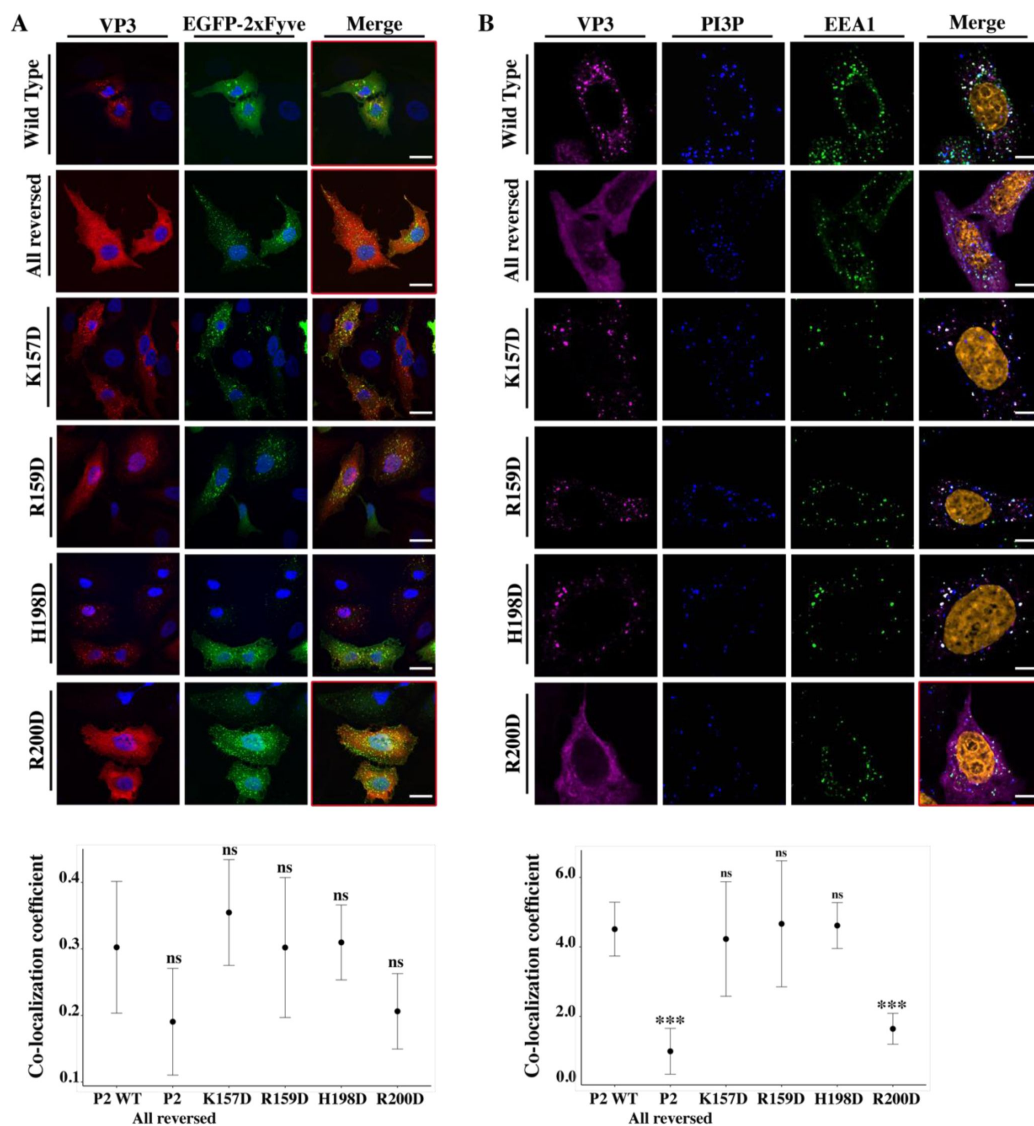 A
VP3 EGFP-2xFyve Merge
B
VP3 PI3P EEA1 Merge
Wild Type
All reversed
K157D
R159D
H198D
R200D
Wild Type
All reversed
K157D
R159D
H198D
R200D
Co-localization coefficient
0.4
0.3
0.2
0.1
ns
ns
ns
ns
ns
P2 WT P2 K157D R159D H198D R200D
All reversed
Co-localization coefficient
6.0
4.0
2.0
0.0
***
ns
ns
ns
***
P2 WT P2 K157D R159D H198D R200D
All reversed